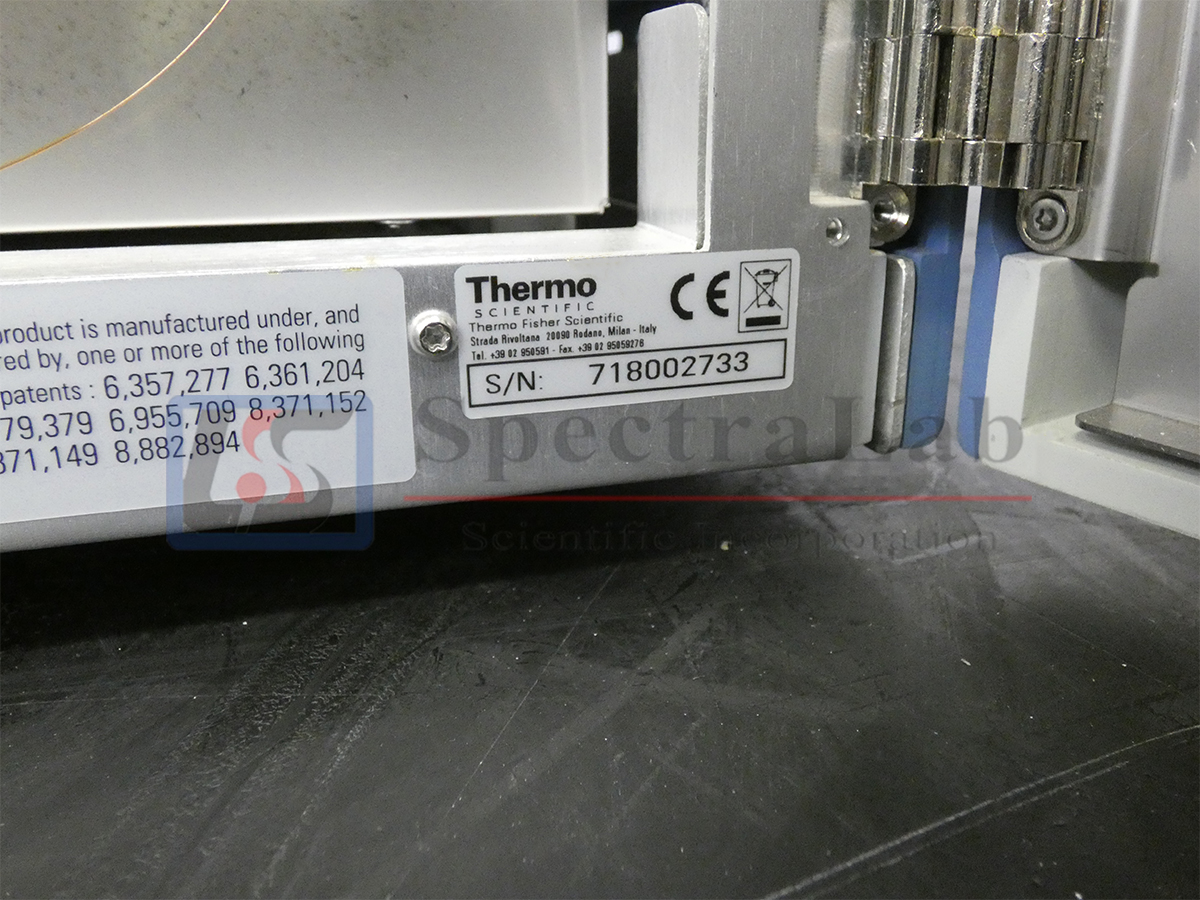 product is manufactured under, and
red by, one or more of the following
patents : 6,357,277 6,361,204
79,379 6,955,709 8,371,152
371,149 8,882,894
Thermo
SCIENTIFIC
Thermo Fisher Scientific
Strada Rivoltana 20090 Rodano, Milan - Italy
Tel. +39 02 950591 - Fax. +39 02 95059276
CE
S/N: 718002733
LS
SpectraLab
Scientific Incorporation